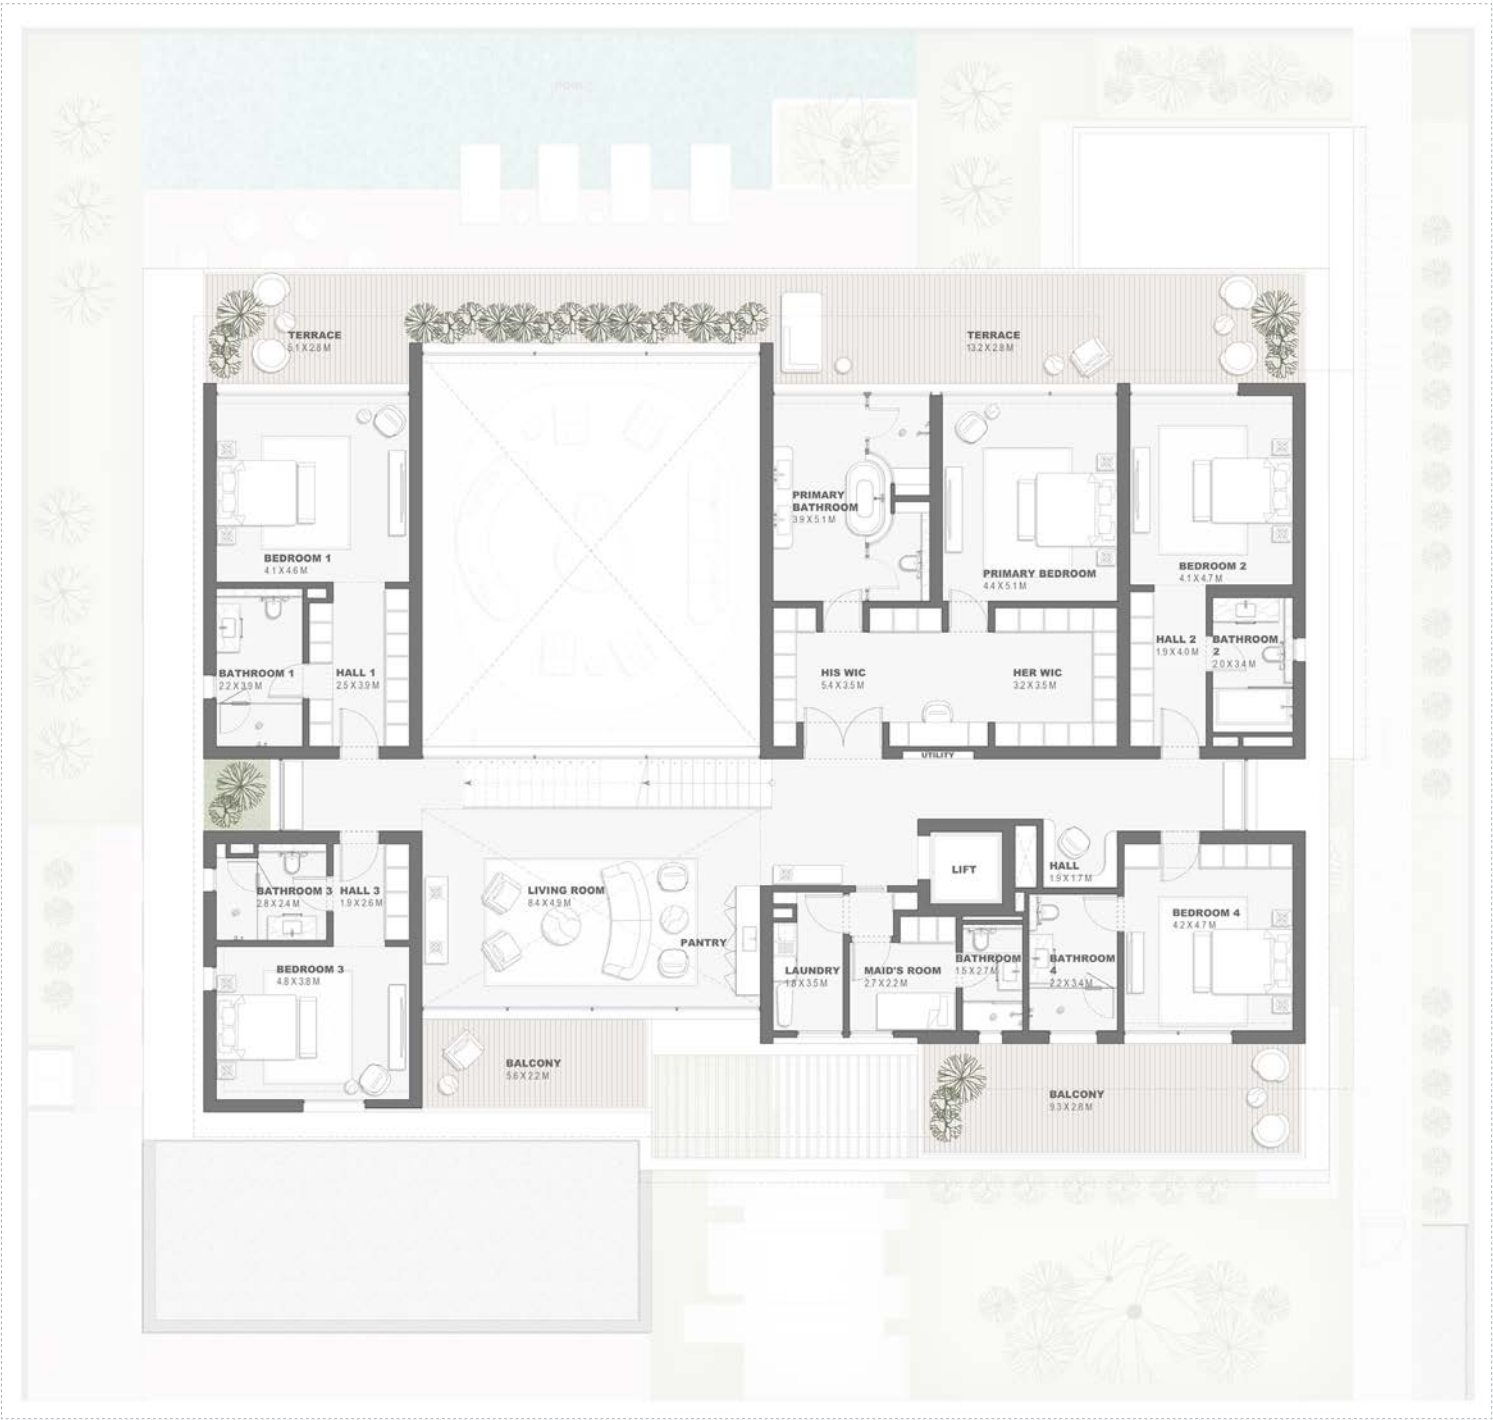 TERRACE
5.1 X 2.8 M
TERRACE
13.2 X 2.8 M
PRIMARY
BATHROOM
3.9 X 5.1 M
BEDROOM 1
4.1 X 4.6 M
PRIMARY BEDROOM
4.4 X 5.1 M
BEDROOM 2
4.1 X 4.7 M
BATHROOM 1
2.2 X 3.9 M
HALL 1
2.5 X 3.9 M
HIS WIC
5.4 X 3.5 M
HER WIC
3.2 X 3.5 M
HALL 2
1.9 X 4.0 M
BATHROOM
2
2.0 X 3.4 M
UTILITY
BATHROOM 3
2.8 X 2.4 M
HALL 3
1.9 X 2.6 M
LIVING ROOM
8.4 X 4.9 M
LIFT
HALL
1.9 X 1.7 M
BEDROOM 4
4.2 X 4.7 M
PANTRY
BEDROOM 3
4.8 X 3.8 M
LAUNDRY
1.8 X 3.5 M
MAID'S ROOM
2.7 X 2.2 M
BATHROOM
1.5 X 2.7 M
BATHROOM
4
2.2 X 3.4 M
BALCONY
5.6 X 2.2 M
BALCONY
9.3 X 2.8 M